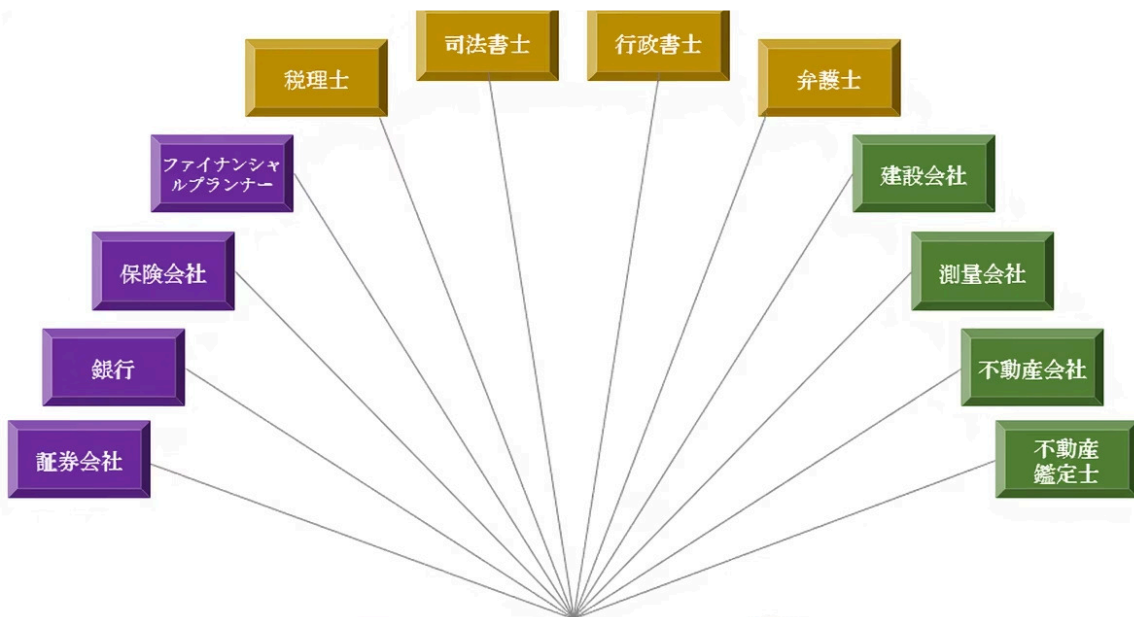 司法書士
行政書士
税理士
弁護士
ファイナンシャ
ルプランナー
建設会社
保険会社
測量会社
銀行
不動産会社
証券会社
不動産
鑑定士